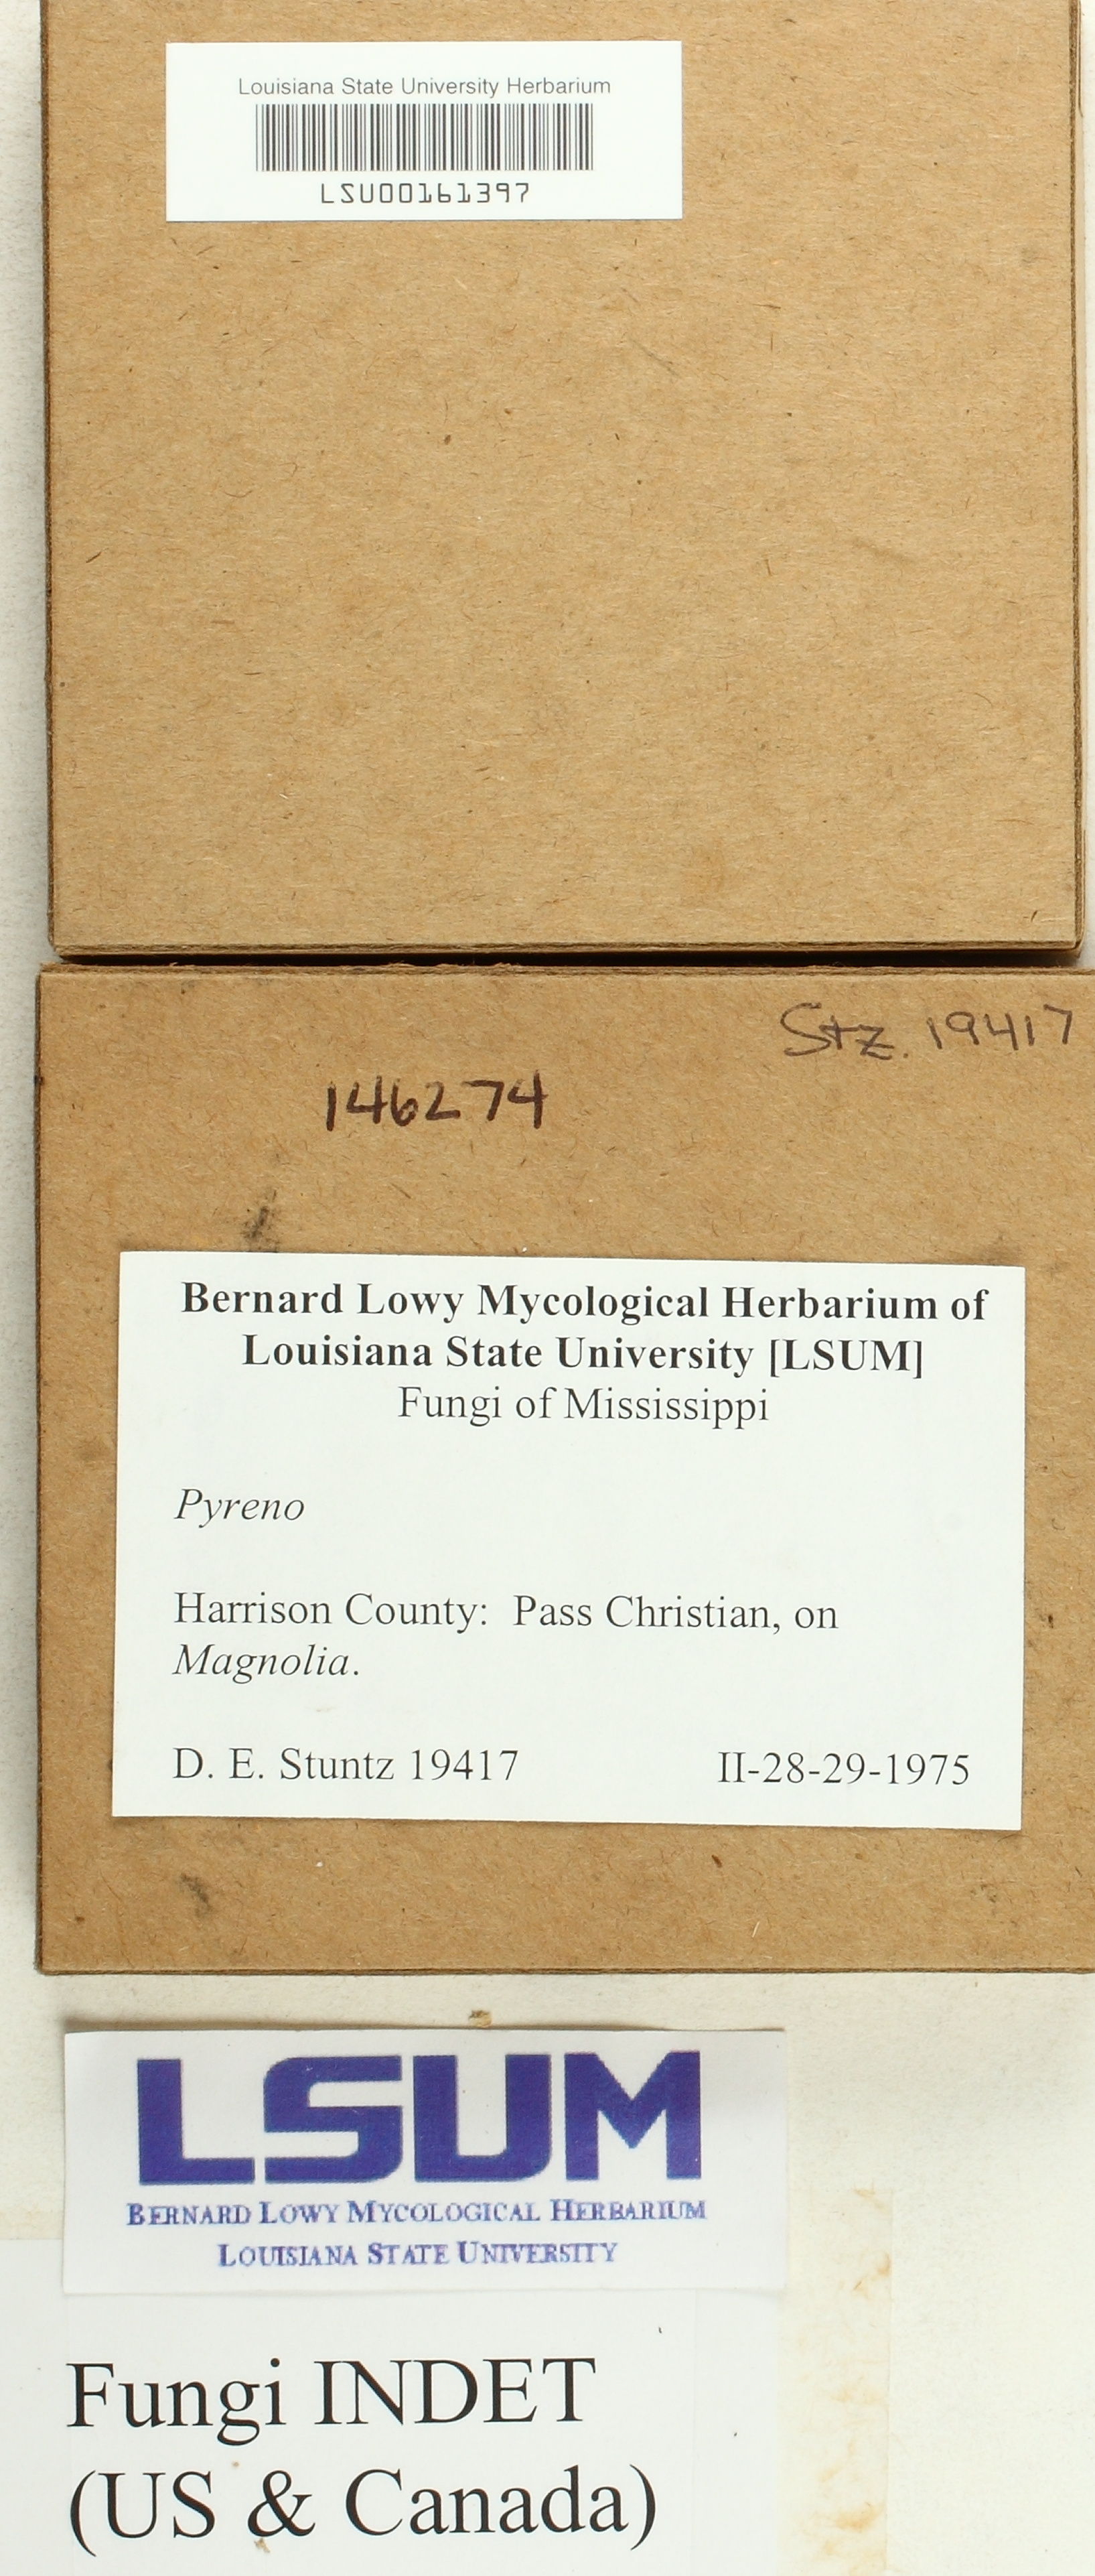 Louisiana State University Herbarium
LSU00161397
Stz. 19417
146274
Bernard Lowy Mycological Herbarium of
Louisiana State University [LSUM]
Fungi of Mississippi
Pyreno
Harrison County: Pass Christian, on
Magnolia.
D. E. Stuntz 19417 II-28-29-1975
LSUM
BERNARD LOWY MYCOLOGICAL HERBARIUM
LOUISIANA STATE UNIVERSITY
Fungi INDET
(US & Canada)